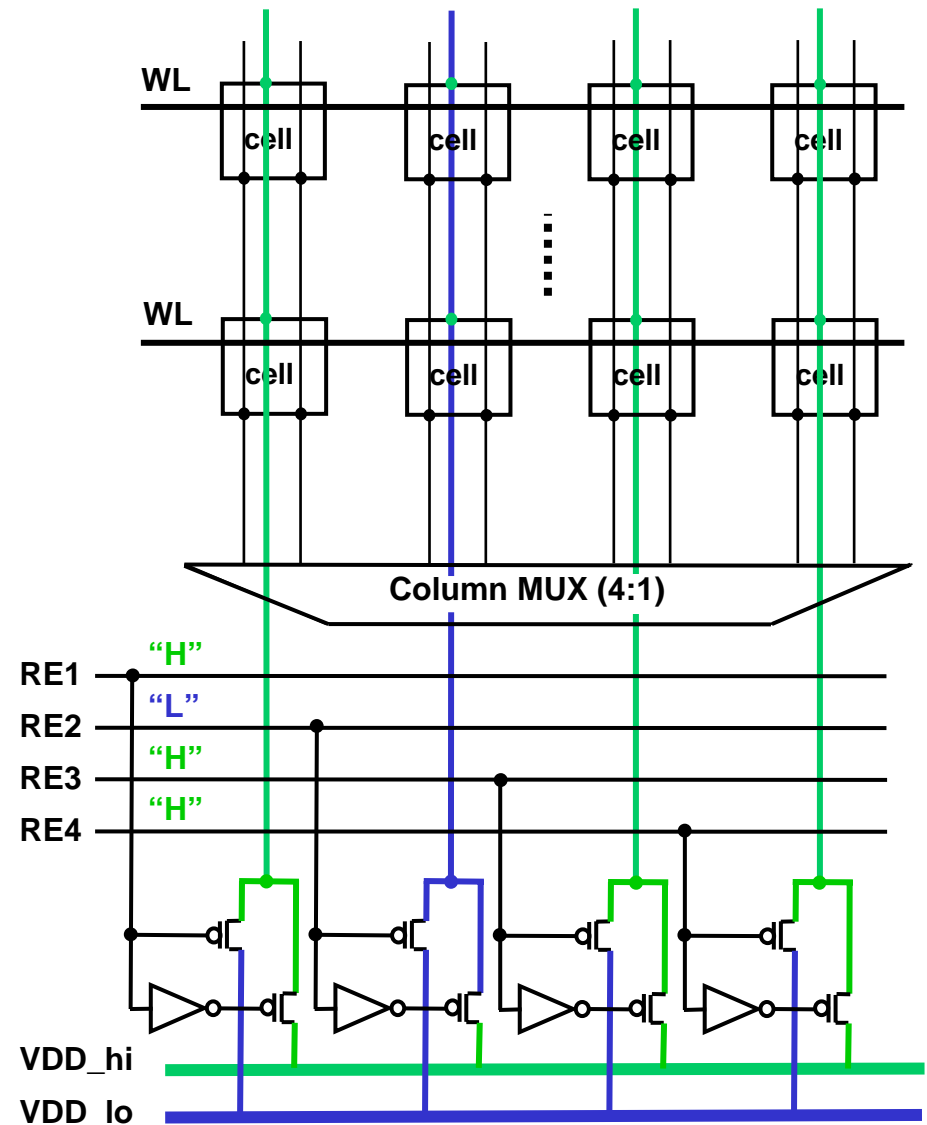 WL
cell cell cell cell
WL
cell cell cell cell
Column MUX (4:1)
“H”
RE1
“L”
RE2
“H”
RE3
“H”
RE4
VDD_hi
VDD_lo